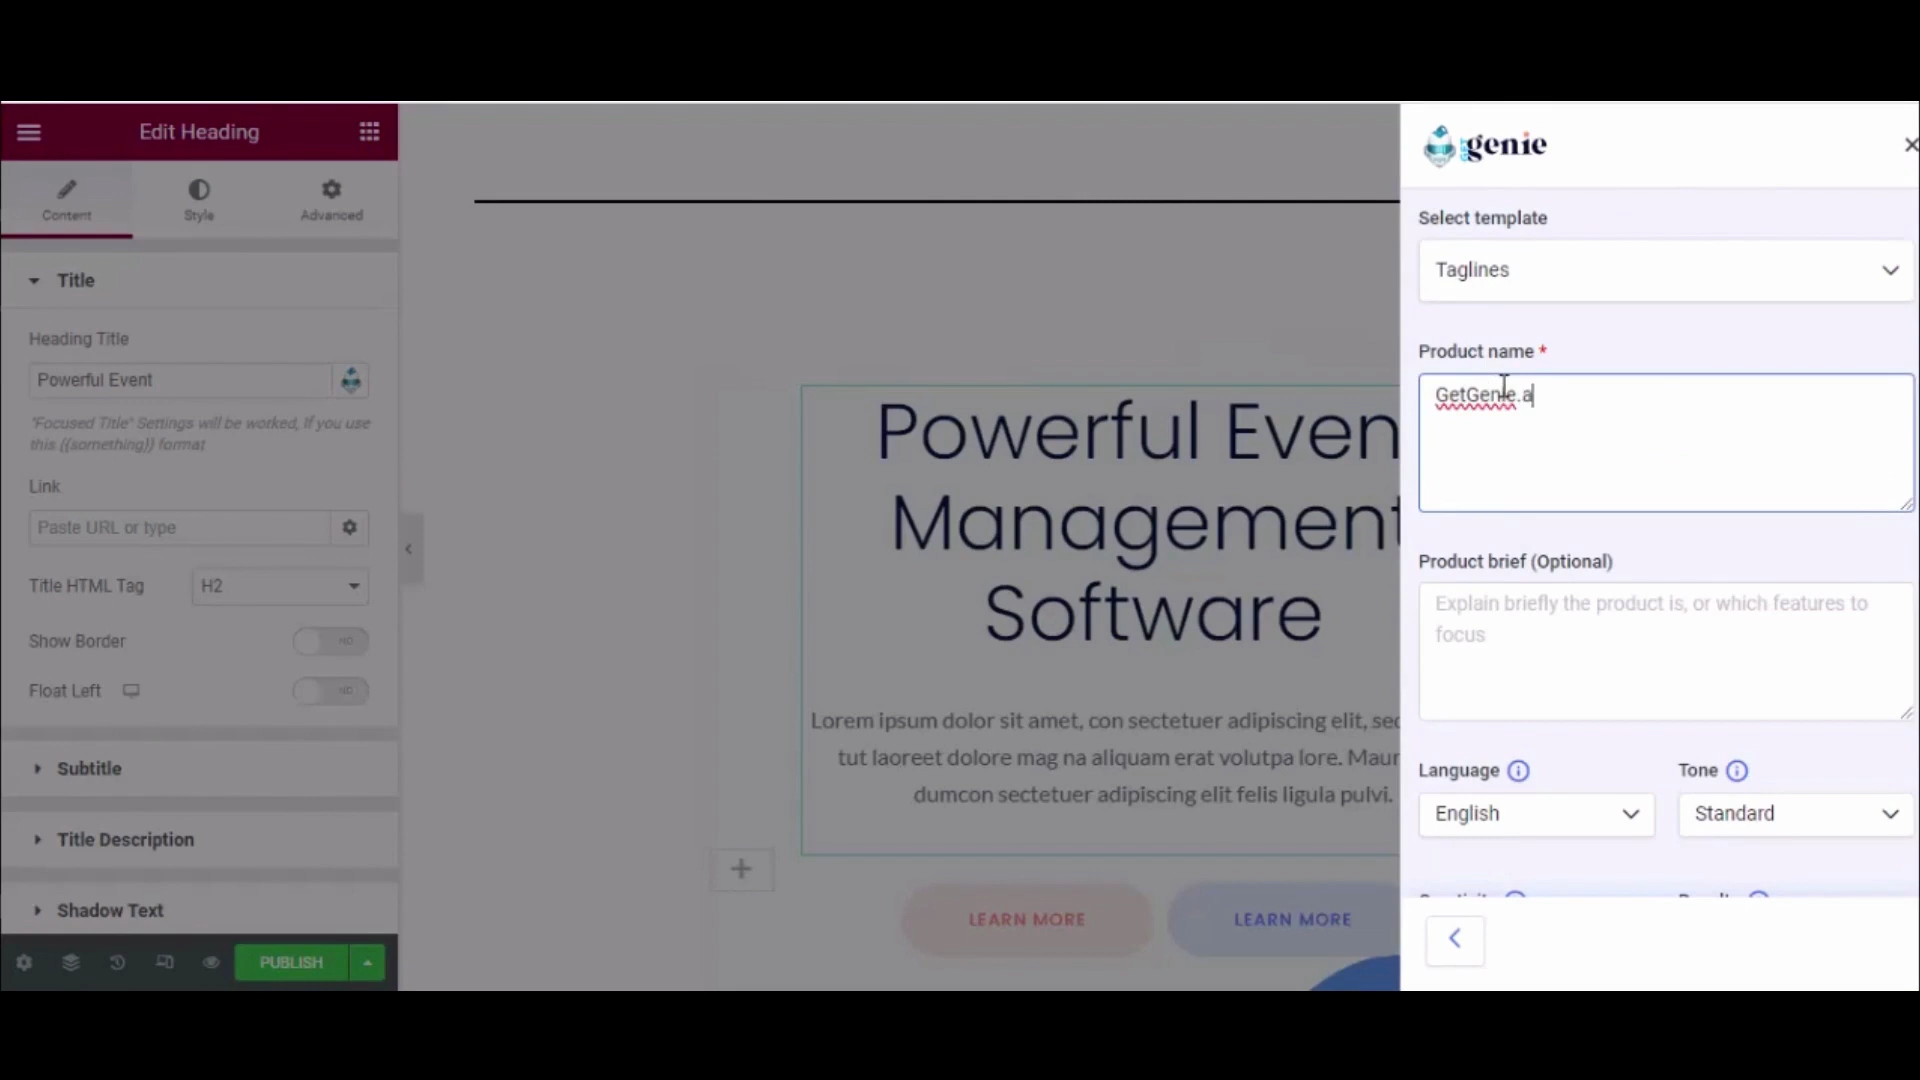 Edit Heading
Content
Style
Advanced
Title
Heading Title
Powerful Event
"Focused Title" Settings will be worked, If you use
this {{something}} format
Link
Paste URL or type
Title HTML Tag
H2
Show Border
NO
Float Left
NO
Subtitle
Title Description
Shadow Text
PUBLISH
Powerful Even
Management
Software
Lorem ipsum dolor sit amet, con sectetuer adipiscing elit, sec
tut laoreet dolore mag na aliquam erat volutpa lore. Maur
dumcon sectetuer adipiscing elit felis ligula pulvi.
LEARN MORE
LEARN MORE
GET genie
Select template
Taglines
Product name *
GetGenie.a
Product brief (Optional)
Explain briefly the product is, or which features to
focus
Language
Tone
English
Standard